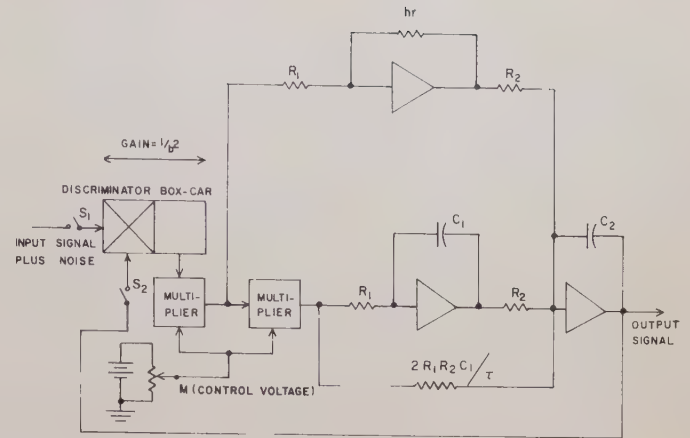 hr
R₁
R₂
GAIN = 1/b²
DISCRIMINATOR BOX-CAR
S₁
INPUT SIGNAL
PLUS NOISE
S₂
MULTI-
PLIER
MULTI-
PLIER
R₁
C₁
R₂
C₂
OUTPUT
SIGNAL
2 R₁ R₂ C₁/τ
M (CONTROL VOLTAGE)